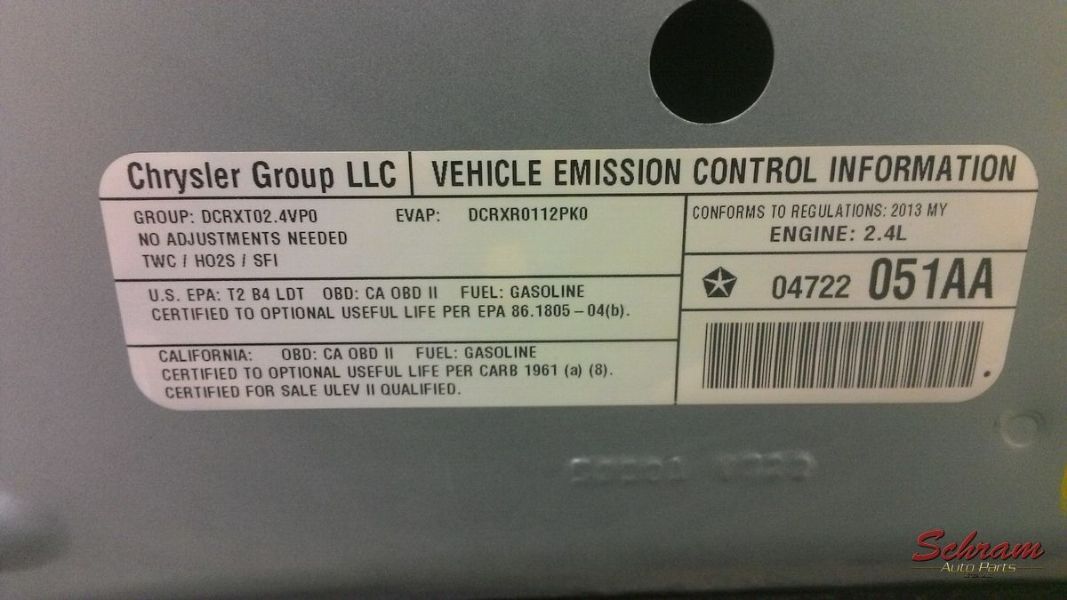 Chrysler Group LLC
VEHICLE EMISSION CONTROL INFORMATION
GROUP: DCRXT02.4VP0 EVAP: DCRXR0112PK0
NO ADJUSTMENTS NEEDED
TWC / HO2S / SFI
U.S. EPA: T2 B4 LDT OBD: CA OBD II FUEL: GASOLINE
CERTIFIED TO OPTIONAL USEFUL LIFE PER EPA 86.1805 – 04(b).
CALIFORNIA: OBD: CA OBD II FUEL: GASOLINE
CERTIFIED TO OPTIONAL USEFUL LIFE PER CARB 1961 (a) (8).
CERTIFIED FOR SALE ULEV II QUALIFIED.
CONFORMS TO REGULATIONS: 2013 MY
ENGINE: 2.4L
04722 051AA
Schram
Auto Parts